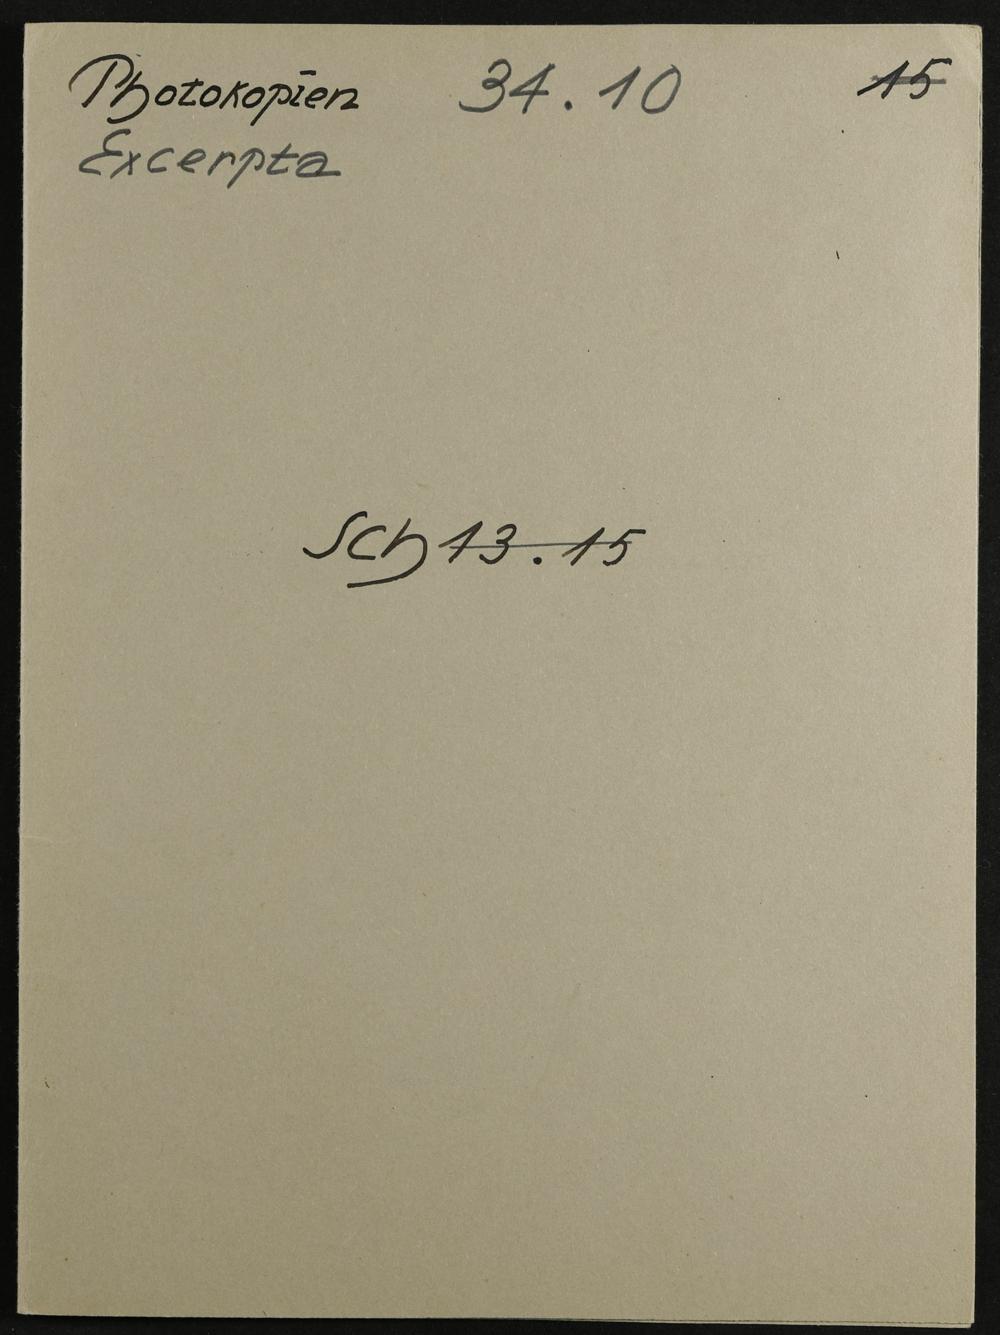 Photokopien 34.10 15
Excerpta
Sch 13.15